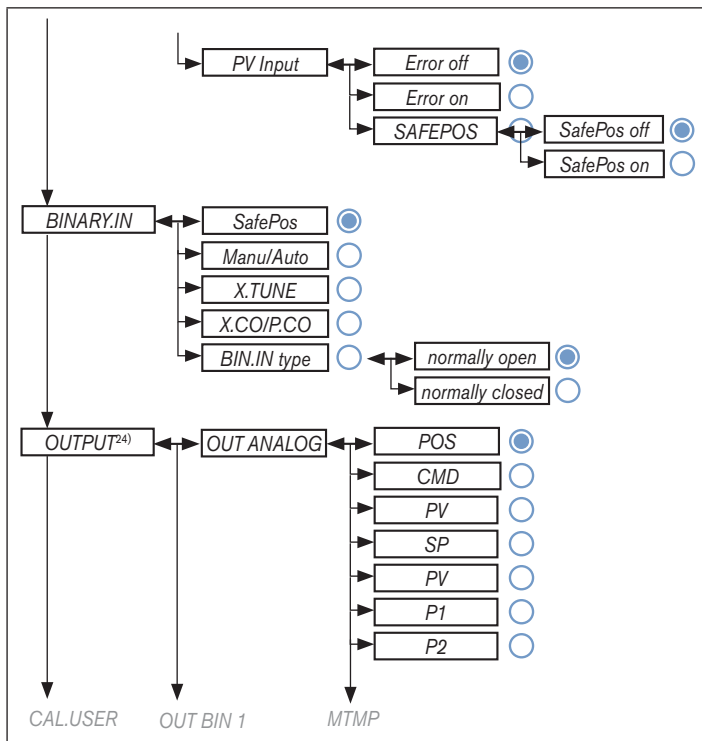 PV Input
Error off
Error on
SAFEPOS
SafePos off
SafePos on
BINARY.IN
SafePos
Manu/Auto
X.TUNE
X.CO/P.CO
BIN.IN type
normally open
normally closed
OUTPUT24)
OUT ANALOG
POS
CMD
PV
SP
PV
P1
P2
CAL.USER
OUT BIN 1
MTMP